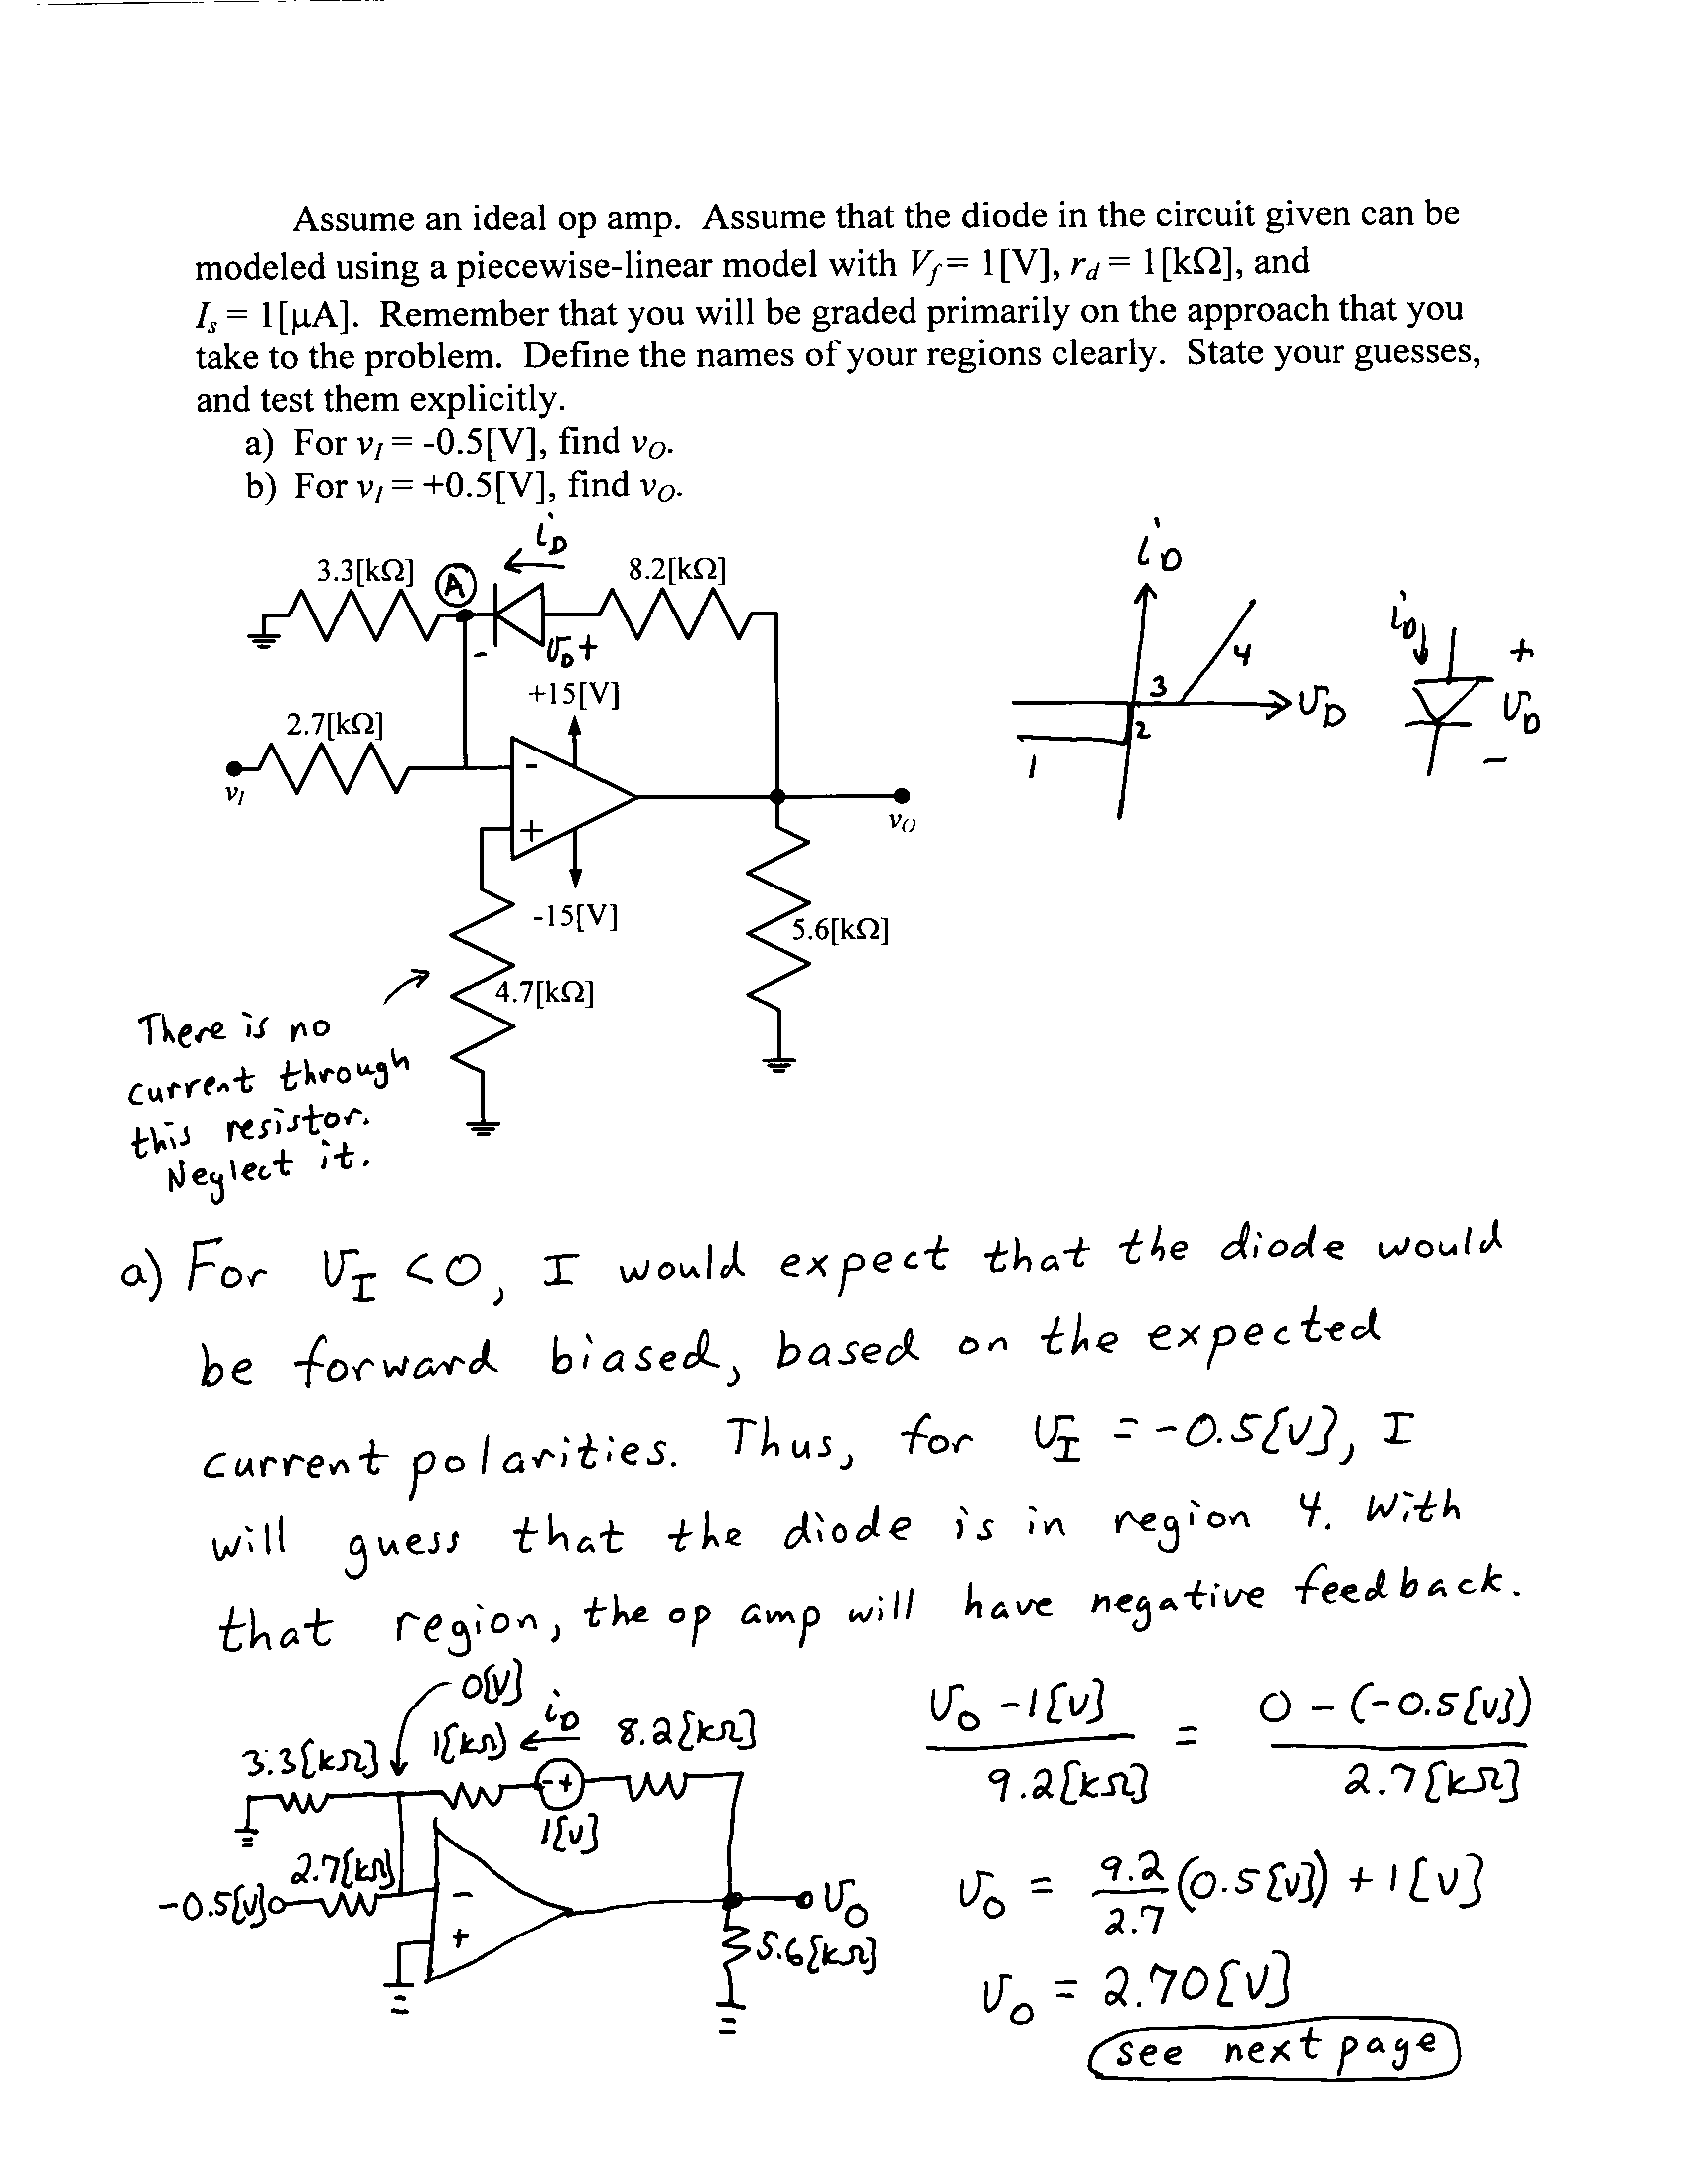 Assume an ideal op amp. Assume that the diode in the circuit given can be
modeled using a piecewise-linear model with Vf = 1[V], rd = 1[kΩ], and
Is = 1[μA]. Remember that you will be graded primarily on the approach that you
take to the problem. Define the names of your regions clearly. State your guesses,
and test them explicitly.
a) For vI = -0.5[V], find vO.
b) For vI = +0.5[V], find vO.
iD
3.3[kΩ]
A
8.2[kΩ]
- vD +
+15[V]
2.7[kΩ]
vI
-
+
vO
-15[V]
5.6[kΩ]
4.7[kΩ]
iD
4
3
vD
2
1
iD
+
vD
-
There is no
current through
this resistor.
Neglect it.
a) For vI < 0, I would expect that the diode would
be forward biased, based on the expected
current polarities. Thus, for vI = -0.5[V], I
will guess that the diode is in region 4. With
that region, the op amp will have negative feedback.
0[V]
3.3[kΩ]
1[kΩ]
iD
8.2[kΩ]
- +
1[V]
2.7[kΩ]
-0.5[V]
-
+
vO
5.6[kΩ]
vO - 1[V] / 9.2[kΩ] = 0 - (-0.5[V]) / 2.7[kΩ]
vO = 9.2/2.7 (0.5[V]) + 1[V]
vO = 2.70[V]
see next page